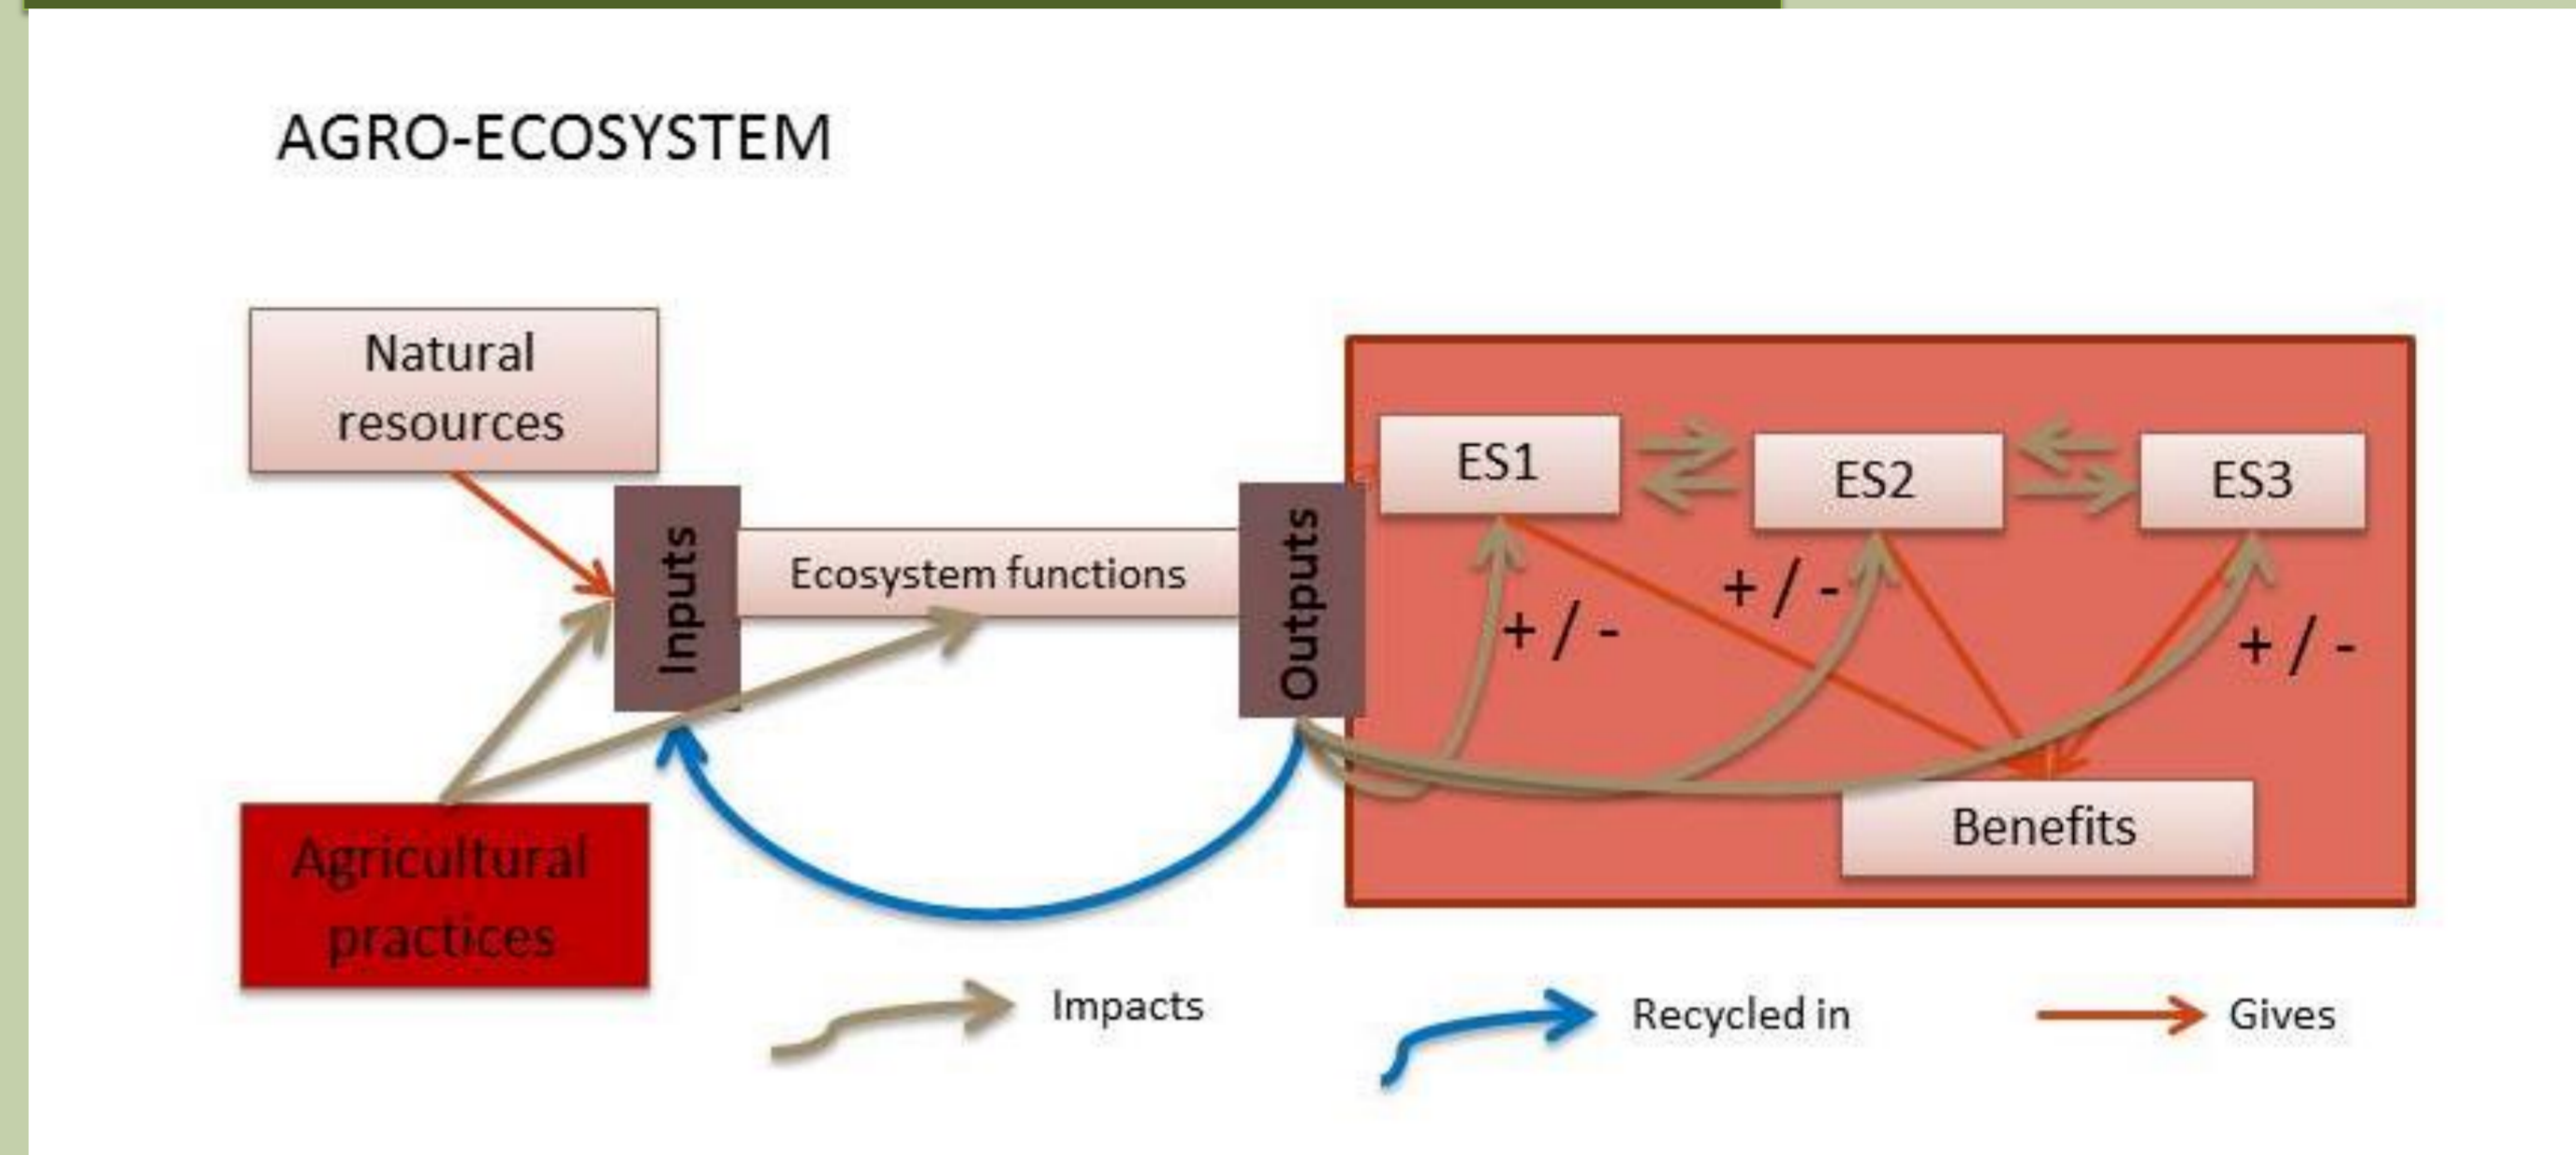 AGRO-ECOSYSTEM
Natural
resources
Inputs
Ecosystem functions
Outputs
ES1
ES2
ES3
+ / -
+ / -
+ / -
Benefits
Agricultural
practices
Impacts
Recycled in
Gives